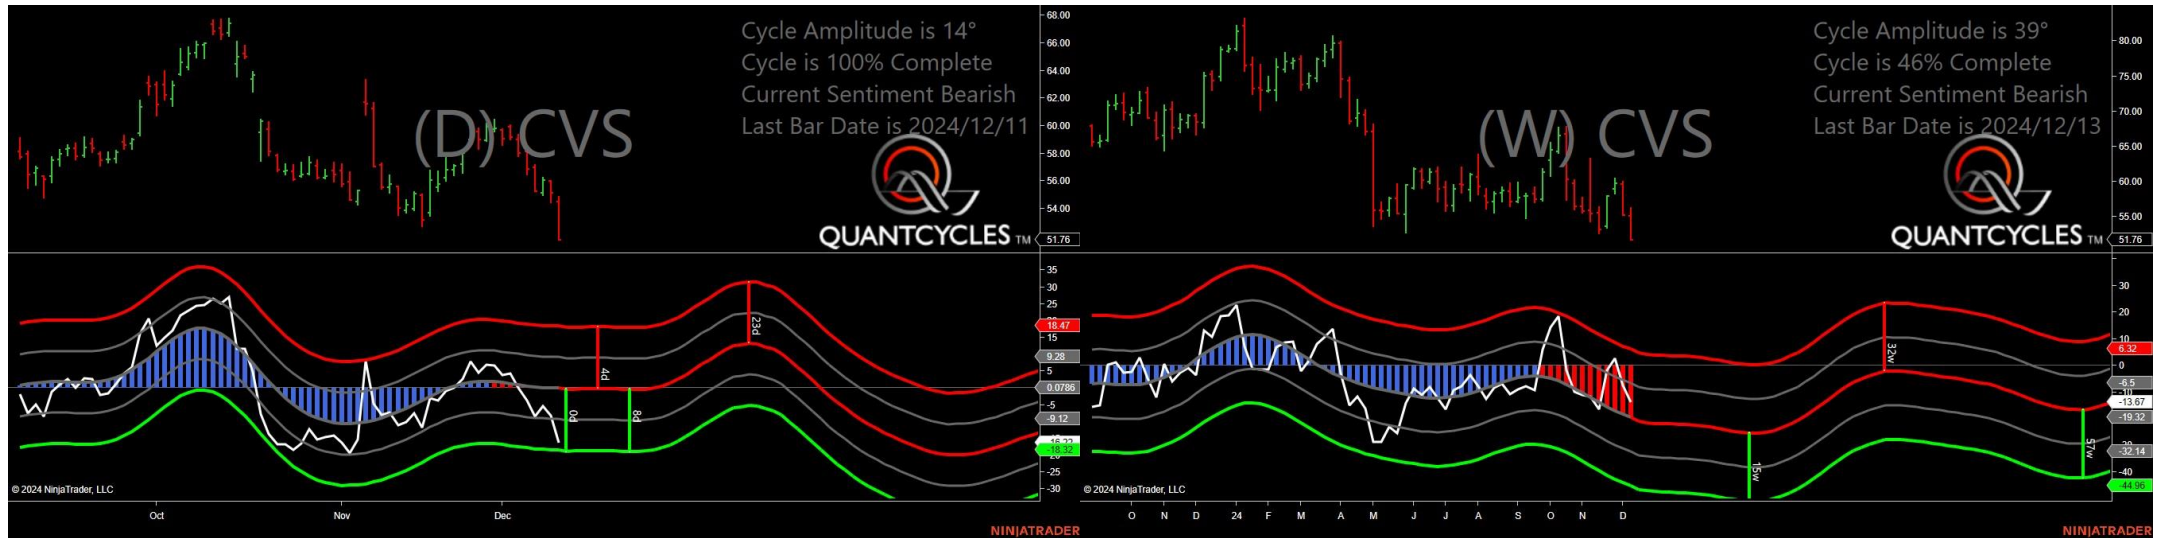 Cycle Amplitude is 14°
Cycle is 100% Complete
Current Sentiment Bearish
Last Bar Date is 2024/12/11
(D) CVS
QUANTCYCLES TM
68.00
66.00
64.00
62.00
60.00
58.00
56.00
54.00
51.76
35
30
25
18.47
15
9.28
5
0.0786
-5
-9.12
-16.22
-18.32
-25
-30
4d
23d
0d
8d
© 2024 NinjaTrader, LLC
Oct Nov Dec
NINJATRADER
Cycle Amplitude is 39°
Cycle is 46% Complete
Current Sentiment Bearish
Last Bar Date is 2024/12/13
(W) CVS
QUANTCYCLES TM
80.00
75.00
70.00
65.00
60.00
55.00
51.76
30
20
10
6.32
0
-6.5
-13.67
-19.32
-32.14
-40
-44.96
32w
15w
57w
© 2024 NinjaTrader, LLC
O N D 24 F M A M J J A S O N D
NINJATRADER